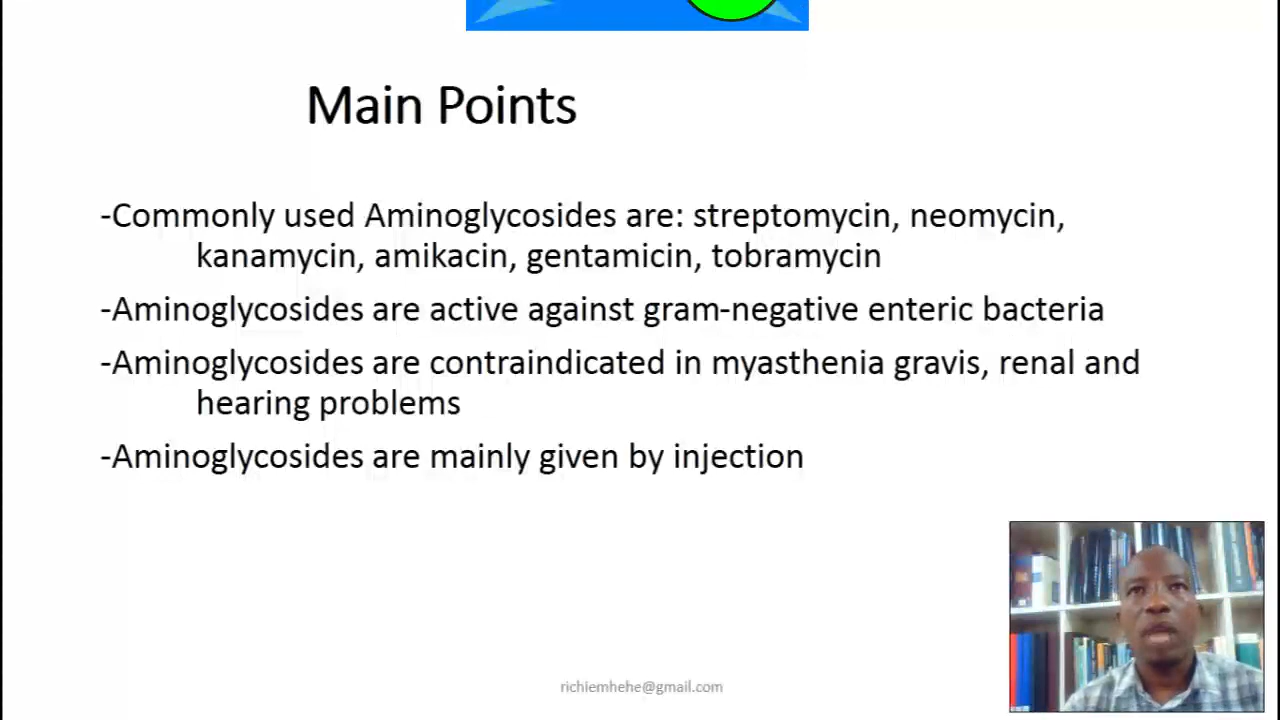 Main Points
-Commonly used Aminoglycosides are: streptomycin, neomycin,
kanamycin, amikacin, gentamicin, tobramycin
-Aminoglycosides are active against gram-negative enteric bacteria
-Aminoglycosides are contraindicated in myasthenia gravis, renal and
hearing problems
-Aminoglycosides are mainly given by injection
richiemhehe@gmail.com